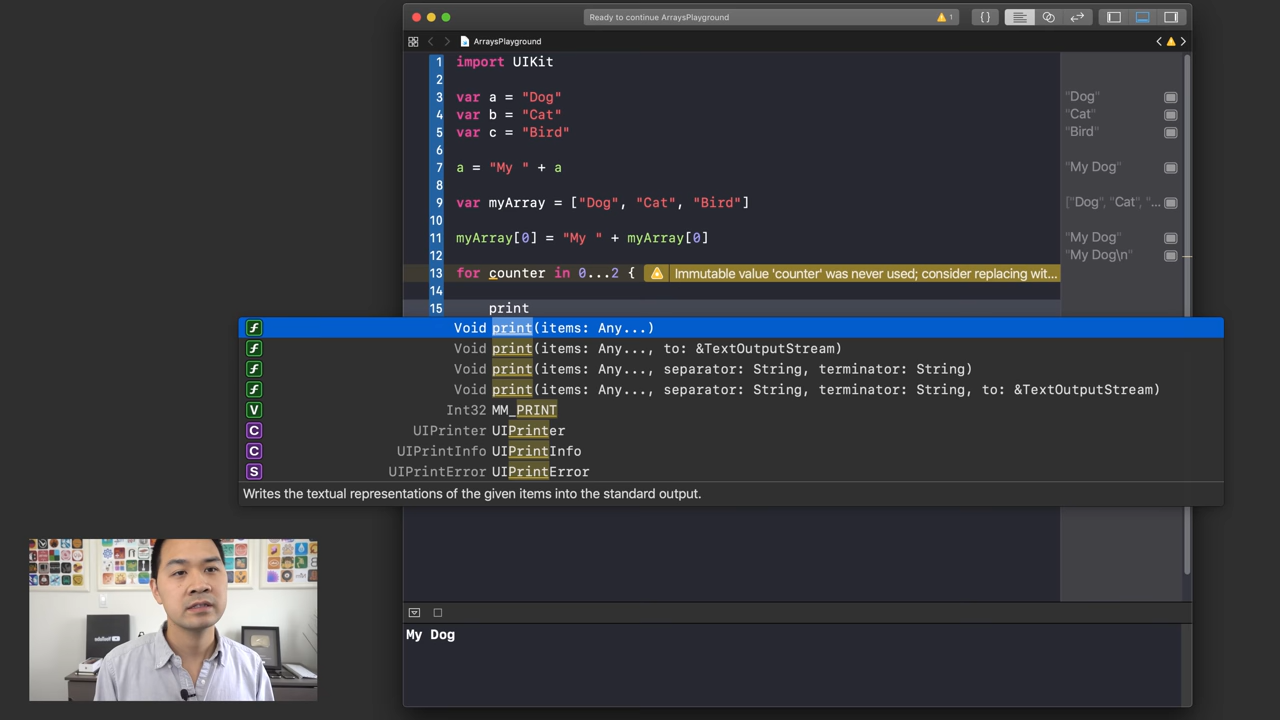 Ready to continue ArraysPlayground
1
{ }
ArraysPlayground
1 import UIKit
2
3 var a = "Dog"
"Dog"
4 var b = "Cat"
"Cat"
5 var c = "Bird"
"Bird"
6
7 a = "My " + a
"My Dog"
8
9 var myArray = ["Dog", "Cat", "Bird"]
["Dog", "Cat", "...
10
11 myArray[0] = "My " + myArray[0]
"My Dog"
12
"My Dog\n"
13 for counter in 0...2 {
Immutable value 'counter' was never used; consider replacing wit...
14
15 print
f Void print(items: Any...)
f Void print(items: Any..., to: &TextOutputStream)
f Void print(items: Any..., separator: String, terminator: String)
f Void print(items: Any..., separator: String, terminator: String, to: &TextOutputStream)
V Int32 MM_PRINT
C UIPrinter UIPrinter
C UIPrintInfo UIPrintInfo
S UIPrintError UIPrintError
Writes the textual representations of the given items into the standard output.
My Dog